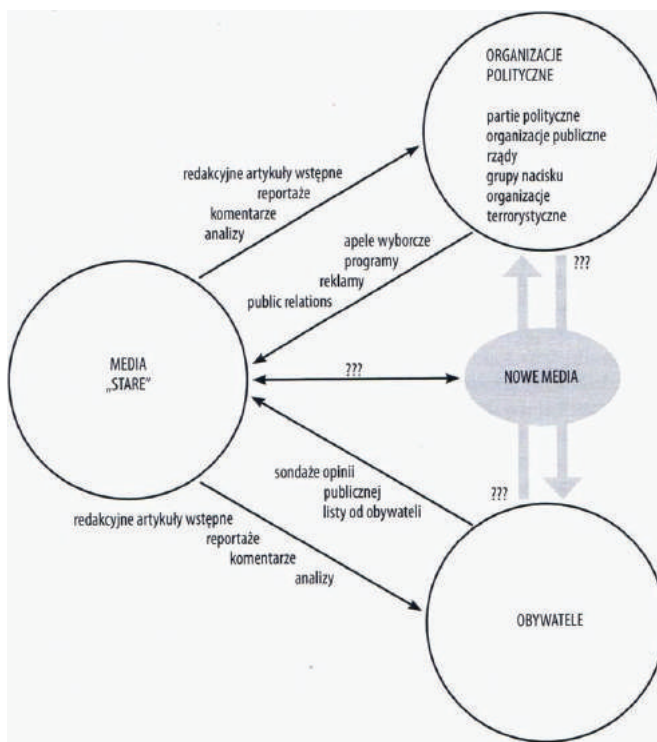 ORGANIZACJE
POLITYCZNE
partie polityczne
organizacje publiczne
rządy
grupy nacisku
organizacje
terrorystyczne
redakcyjne artykuły wstępne
reportaże
komentarze
analizy
apele wyborcze
programy
reklamy
public relations
???
MEDIA
„STARE”
???
NOWE MEDIA
sondaże opinii
publicznej
listy od obywateli
???
redakcyjne artykuły wstępne
reportaże
komentarze
analizy
OBYWATELE